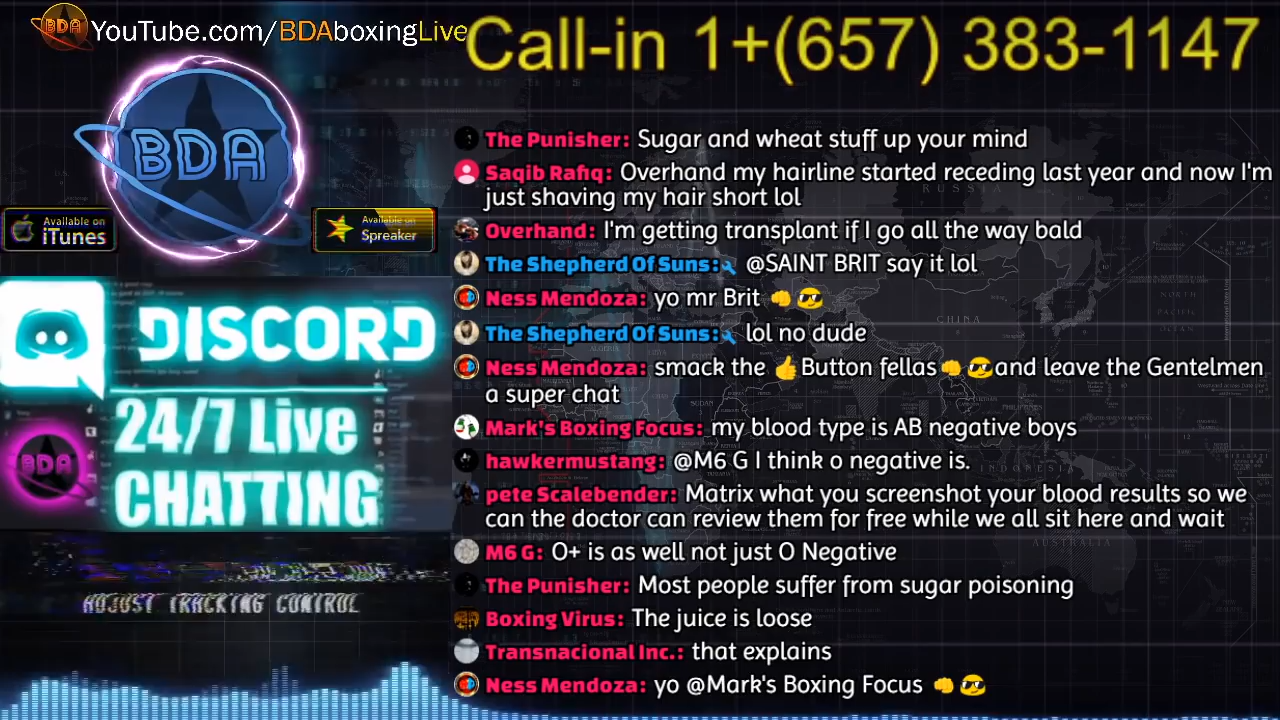 BDA
YouTube.com/BDAboxingLive
Call-in 1+(657) 383-1147
BDA
Available on
iTunes
Available on
Spreaker
DISCORD
24/7 Live
CHATTING
BDA
ADJUST TRACKING CONTROL
The Punisher: Sugar and wheat stuff up your mind
Saqib Rafiq: Overhand my hairline started receding last year and now I'm
just shaving my hair short lol
Overhand: I'm getting transplant if I go all the way bald
The Shepherd Of Suns: @SAINT BRIT say it lol
Ness Mendoza: yo mr Brit 👊😎
The Shepherd Of Suns: lol no dude
Ness Mendoza: smack the 👍Button fellas👊😎and leave the Gentelmen
a super chat
Mark's Boxing Focus: my blood type is AB negative boys
hawkermustang: @M6 G I think o negative is.
pete Scalebender: Matrix what you screenshot your blood results so we
can the doctor can review them for free while we all sit here and wait
M6 G: O+ is as well not just O Negative
The Punisher: Most people suffer from sugar poisoning
Boxing Virus: The juice is loose
Transnacional Inc.: that explains
Ness Mendoza: yo @Mark's Boxing Focus 👊😎
RUSSIA
CHINA
INDONESIA
AUSTRALIA